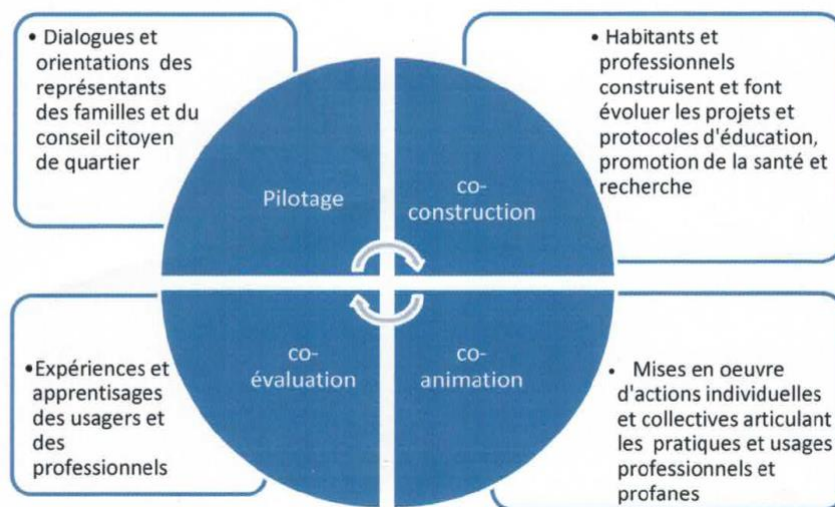 • Dialogues et
orientations des
représentants
des familles et du
conseil citoyen
de quartier
Pilotage
• Habitants et
professionnels
construisent et font
évoluer les projets et
protocoles d'éducation,
promotion de la santé et
recherche
co-
construction
•Expériences et
apprentisages
des usagers et
des
professionnels
co-
évaluation
co-
animation
• Mises en oeuvre
d'actions individuelles
et collectives articulant
les pratiques et usages
professionnels et
profanes